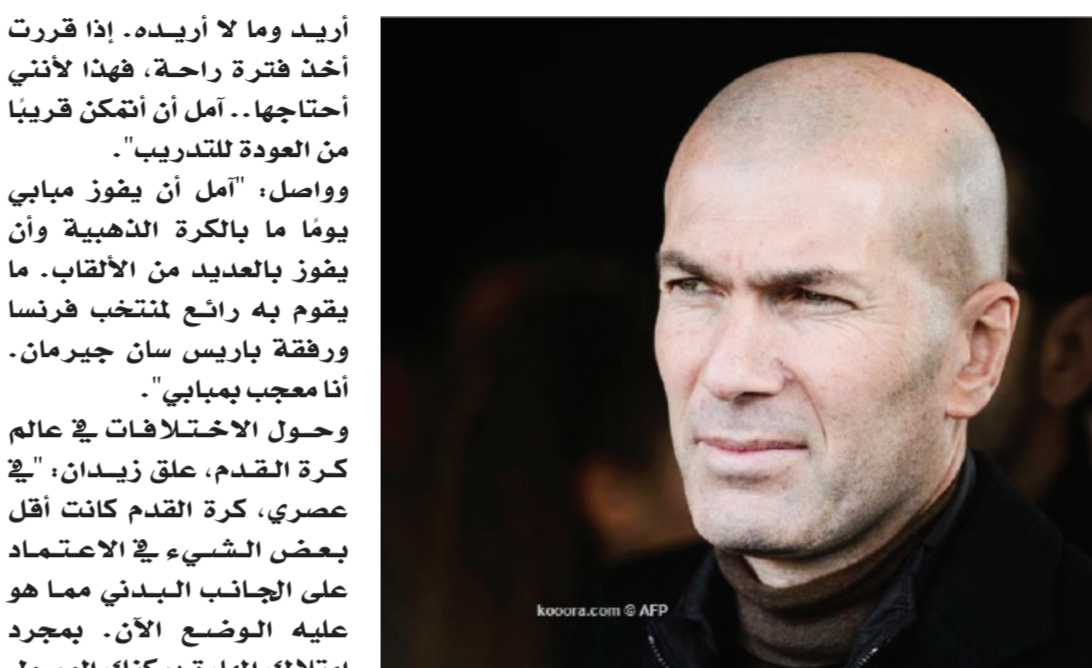 أريد وما لا أريده. إذا قررت
أخذ فترة راحة، فهذا لأنني
أحتاجها.. آمل أن أتمكن قريبًا
من العودة للتدريب".
وواصل: "آمل أن يفوز مبابي
يومًا ما بالكرة الذهبية وأن
يفوز بالعديد من الألقاب. ما
يقوم به رائع لمنتخب فرنسا
ورفقة باريس سان جيرمان.
أنا معجب بمبابي".
وحول الاختلافات في عالم
كرة القدم، علق زيدان: "في
عصري، كرة القدم كانت أقل
بعض الشيء في الاعتماد
على الجانب البدني مما هو
عليه الوضع الآن. بمجرد
kooora.com © AFP